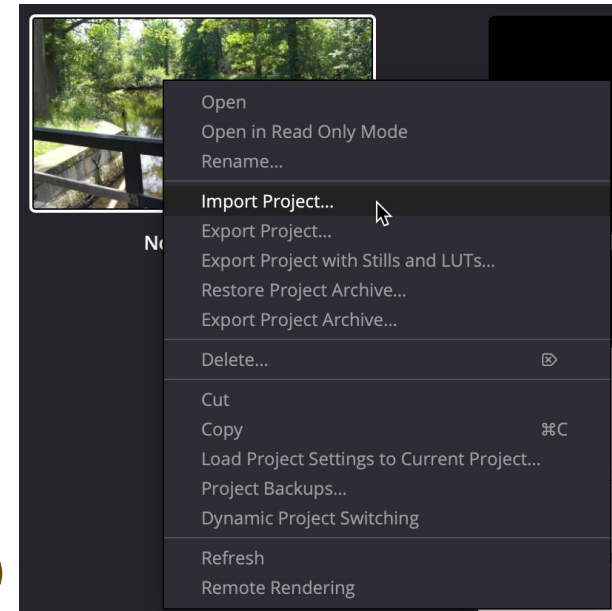 Open
Open in Read Only Mode
Rename...
Import Project...
No
Export Project...
Export Project with Stills and LUTs...
Restore Project Archive...
Export Project Archive...
Delete... ⌦
Cut
Copy ⌘C
Load Project Settings to Current Project...
Project Backups...
Dynamic Project Switching
Refresh
Remote Rendering